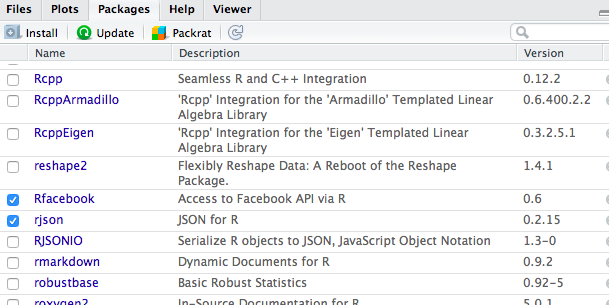 Files Plots Packages Help Viewer
Install Update Packrat
Name Description Version
Rcpp Seamless R and C++ Integration 0.12.2
RcppArmadillo 'Rcpp' Integration for the 'Armadillo' Templated Linear 0.6.400.2.2
Algebra Library
RcppEigen 'Rcpp' Integration for the 'Eigen' Templated Linear 0.3.2.5.1
Algebra Library
reshape2 Flexibly Reshape Data: A Reboot of the Reshape 1.4.1
Package.
Rfacebook Access to Facebook API via R 0.6
rjson JSON for R 0.2.15
RJSONIO Serialize R objects to JSON, JavaScript Object Notation 1.3-0
rmarkdown Dynamic Documents for R 0.9.2
robustbase Basic Robust Statistics 0.92-5
roxygen2 In-Source Documentation for R 5.0.1